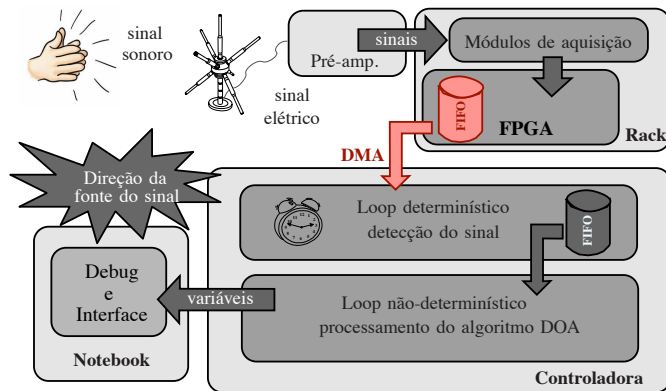 sinal
sonoro
sinal
elétrico
Pré-amp.
sinais
Módulos de aquisição
FIFO
FPGA
Rack
DMA
Direção da
fonte do sinal
Loop determinístico
detecção do sinal
FIFO
Debug
e
Interface
variáveis
Loop não-determinístico
processamento do algoritmo DOA
Notebook
Controladora